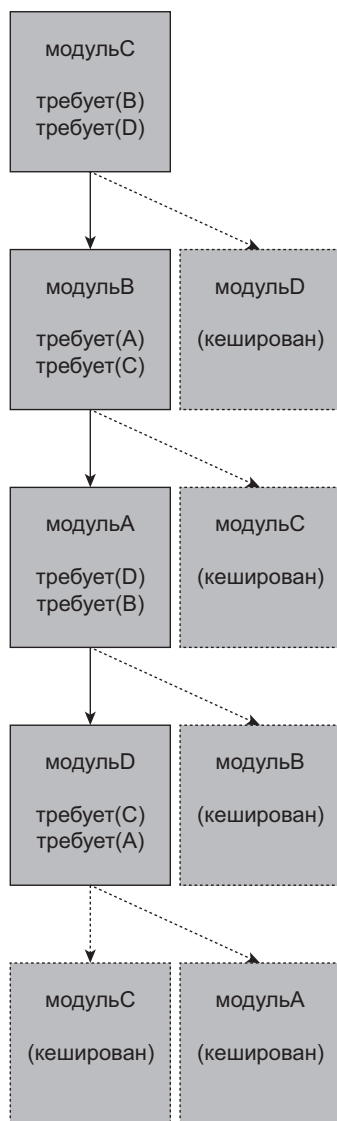 модульC
требует(B)
требует(D)
модульB
требует(A)
требует(C)
модульD
(кеширован)
модульA
требует(D)
требует(B)
модульC
(кеширован)
модульD
требует(C)
требует(A)
модульB
(кеширован)
модульC
(кеширован)
модульA
(кеширован)